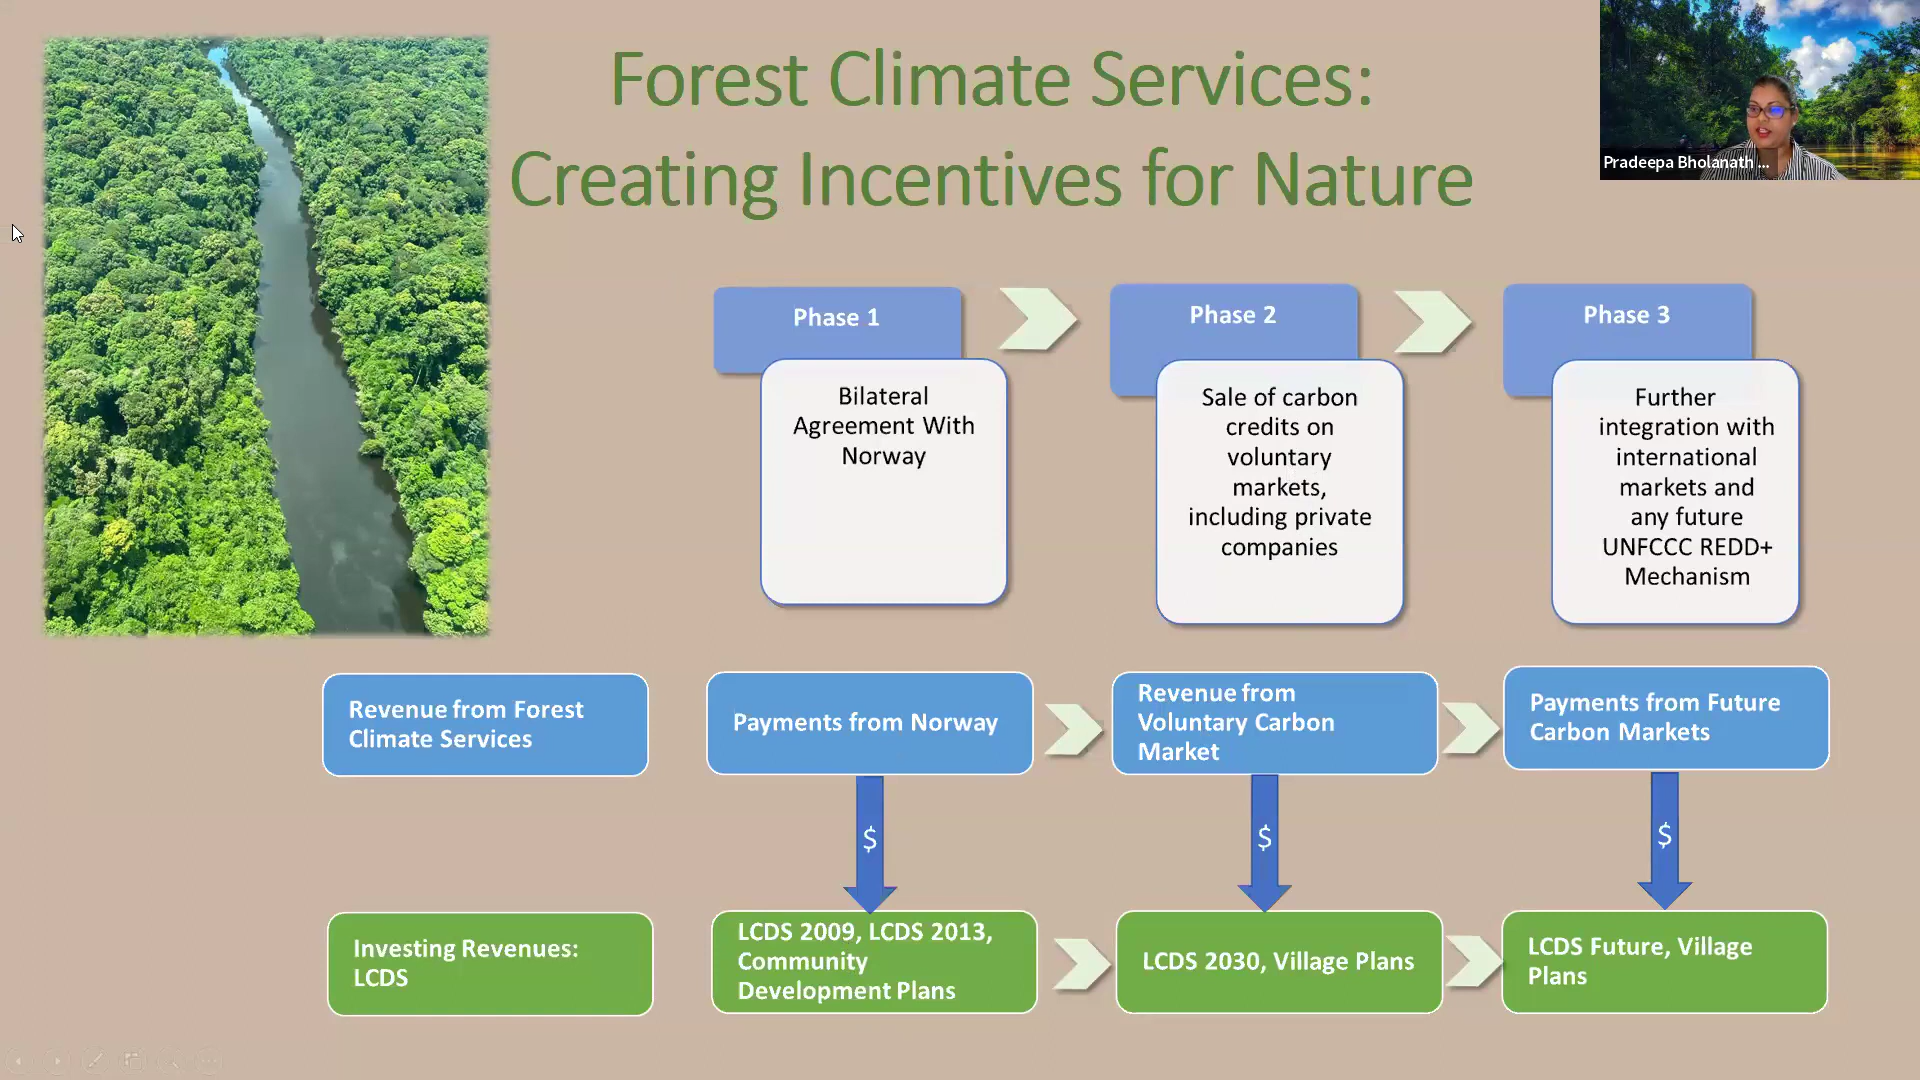 Forest Climate Services:
Creating Incentives for Nature
Pradeepa Bholanath ...
Phase 1
Bilateral
Agreement With
Norway
Phase 2
Sale of carbon
credits on
voluntary
markets,
including private
companies
Phase 3
Further
integration with
international
markets and
any future
UNFCCC REDD+
Mechanism
Revenue from Forest
Climate Services
Payments from Norway
Revenue from
Voluntary Carbon
Market
Payments from Future
Carbon Markets
$
$
$
Investing Revenues:
LCDS
LCDS 2009, LCDS 2013,
Community
Development Plans
LCDS 2030, Village Plans
LCDS Future, Village
Plans